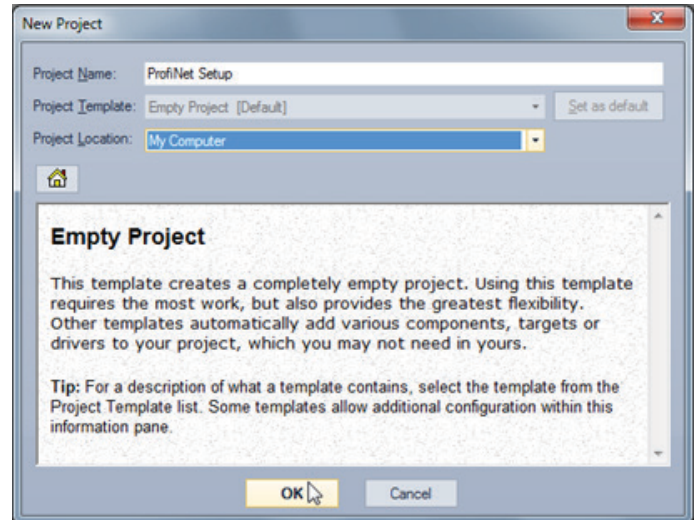 New Project
Project Name: ProfiNet Setup
Project Template: Empty Project [Default] Set as default
Project Location: My Computer
Empty Project
This template creates a completely empty project. Using this template
requires the most work, but also provides the greatest flexibility.
Other templates automatically add various components, targets or
drivers to your project, which you may not need in yours.
Tip: For a description of what a template contains, select the template from the
Project Template list. Some templates allow additional configuration within this
information pane.
OK Cancel